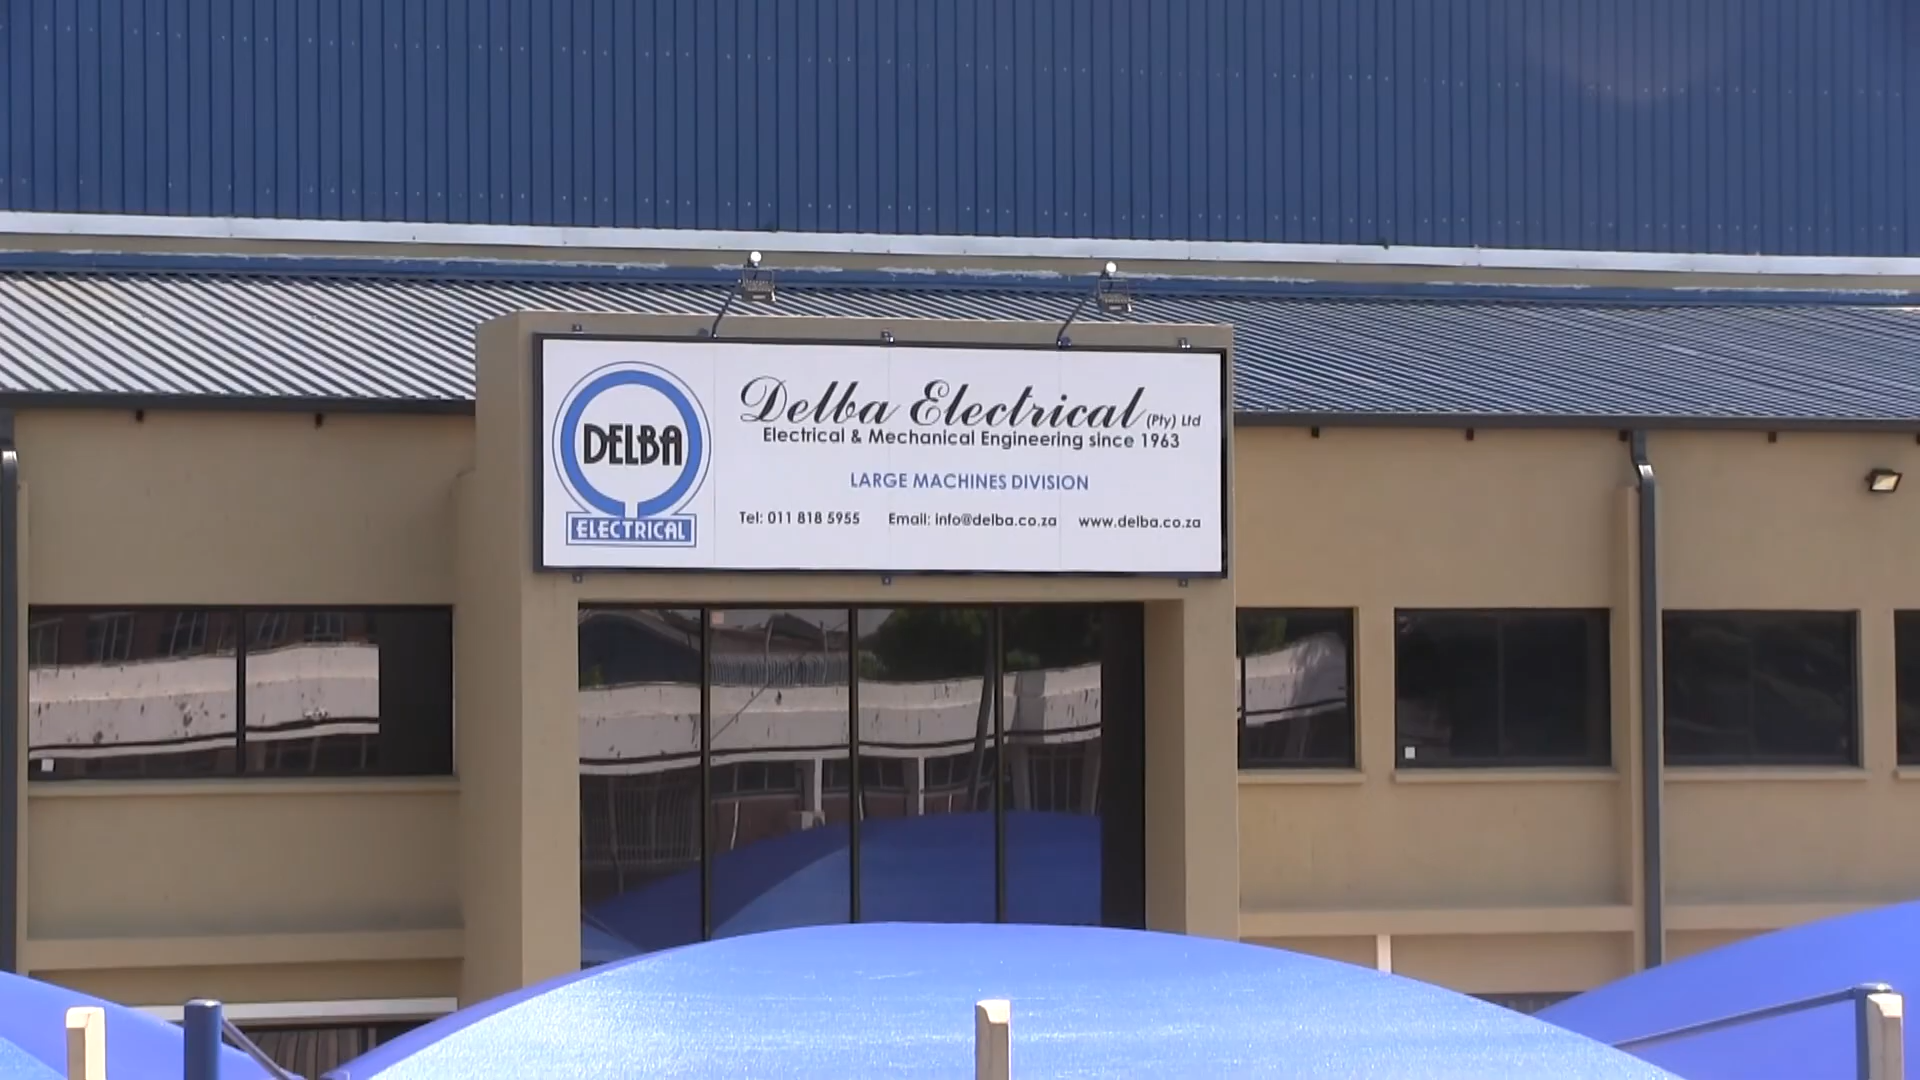 DELBA
ELECTRICAL
Delba Electrical (Pty) Ltd
Electrical & Mechanical Engineering since 1963
LARGE MACHINES DIVISION
Tel: 011 818 5955 Email: info@delba.co.za www.delba.co.za